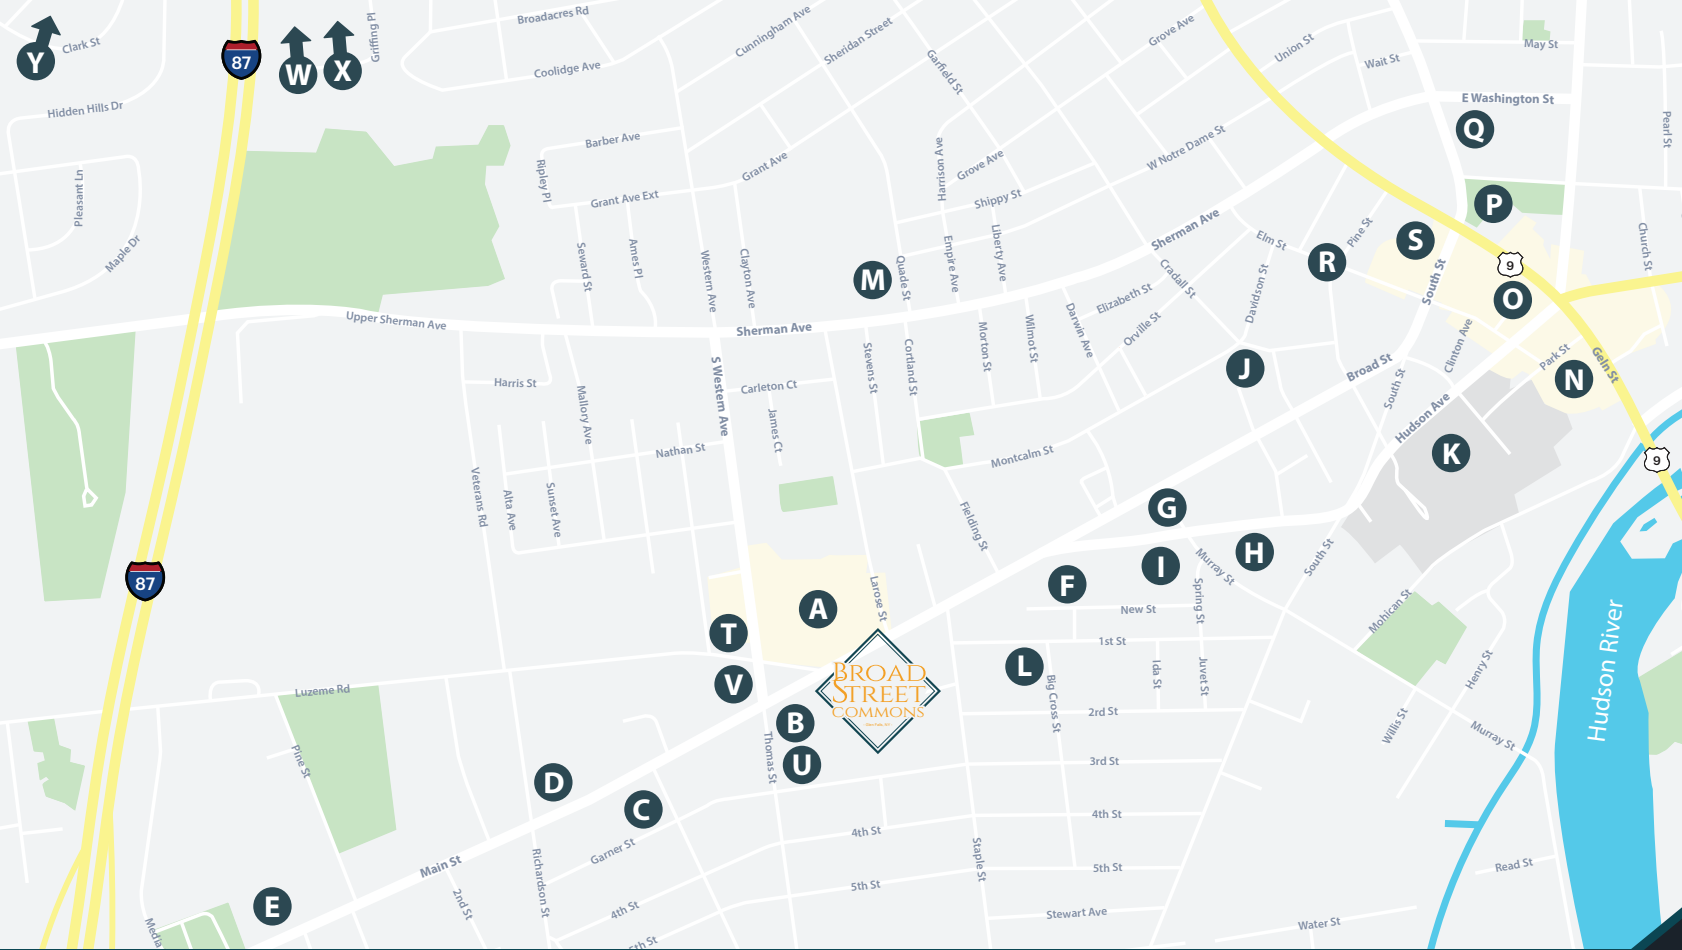 Broadacres Rd
Griffing Pl
Cunningham Ave
Sheridan Street
Grove Ave
Union St
Wait St
May St
Clark St
Y
87
W
X
Coolidge Ave
Garfield St
Hidden Hills Dr
E Washington St
Q
Pearl St
Barber Ave
Grant Ave
Harrison Ave
Grove Ave
W Notre Dame St
Ripley Pl
Grant Ave Ext
Shippy St
Pleasant Ln
P
Maple Dr
Seward St
Ames Pl
Western Ave
Clayton Ave
M
Quade St
Empire Ave
Liberty Ave
Sherman Ave
Cradall St
Elm St
Pine St
R
S
South St
9
O
Church St
Davidson St
Elizabeth St
Orville St
Darwin Ave
Upper Sherman Ave
Sherman Ave
Wilmot St
Morton St
Cortland St
Stevens St
Harris St
S Western Ave
Carleton Ct
James Ct
Mallory Ave
Nathan St
J
Broad St
South St
Clinton Ave
Park St
Geln St
N
Hudson Ave
K
9
Montcalm St
Veterans Rd
Alta Ave
Sunset Ave
Fielding St
G
H
I
F
Murray St
South St
87
A
Larose St
T
V
Spring St
New St
1st St
Mohican St
Hudson River
L
Ida St
Juvet St
Big Cross St
2nd St
Henry St
Willis St
Murray St
Luzeme Rd
BROAD
STREET
COMMONS
B
U
Thomas St
Pine St
3rd St
D
C
4th St
4th St
Garner St
Main St
Richardson St
2nd St
Staple St
5th St
5th St
Read St
E
Media
4th St
5th St
Stewart Ave
Water St